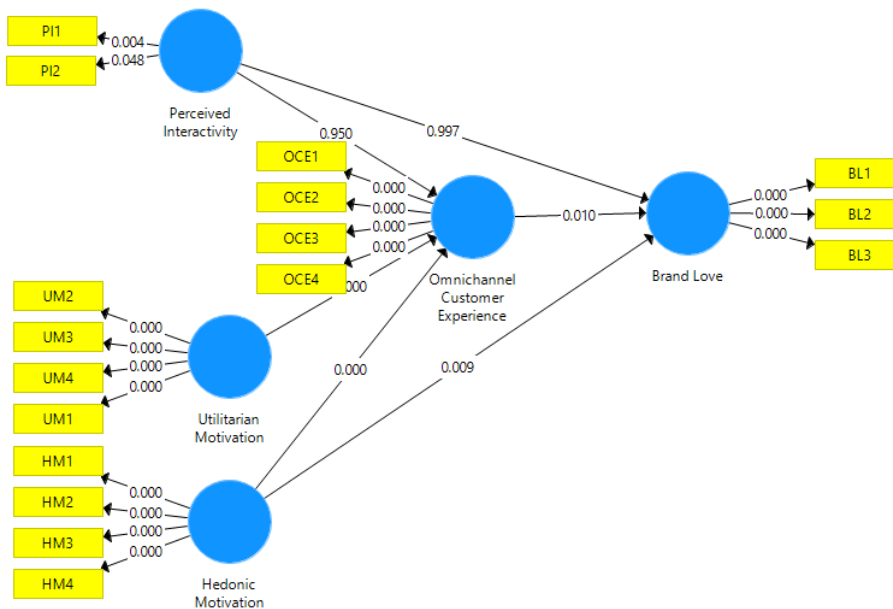 PI1
0.004
PI2
0.048
Perceived
Interactivity
0.950
0.997
OCE1
0.000
OCE2
0.000
OCE3
0.000
OCE4
0.000
Omnichannel
Customer
Experience
0.010
BL1
0.000
BL2
0.000
BL3
0.000
Brand Love
UM2
0.000
UM3
0.000
UM4
0.000
UM1
0.000
Utilitarian
Motivation
000
0.000
0.009
HM1
0.000
HM2
0.000
HM3
0.000
HM4
0.000
Hedonic
Motivation